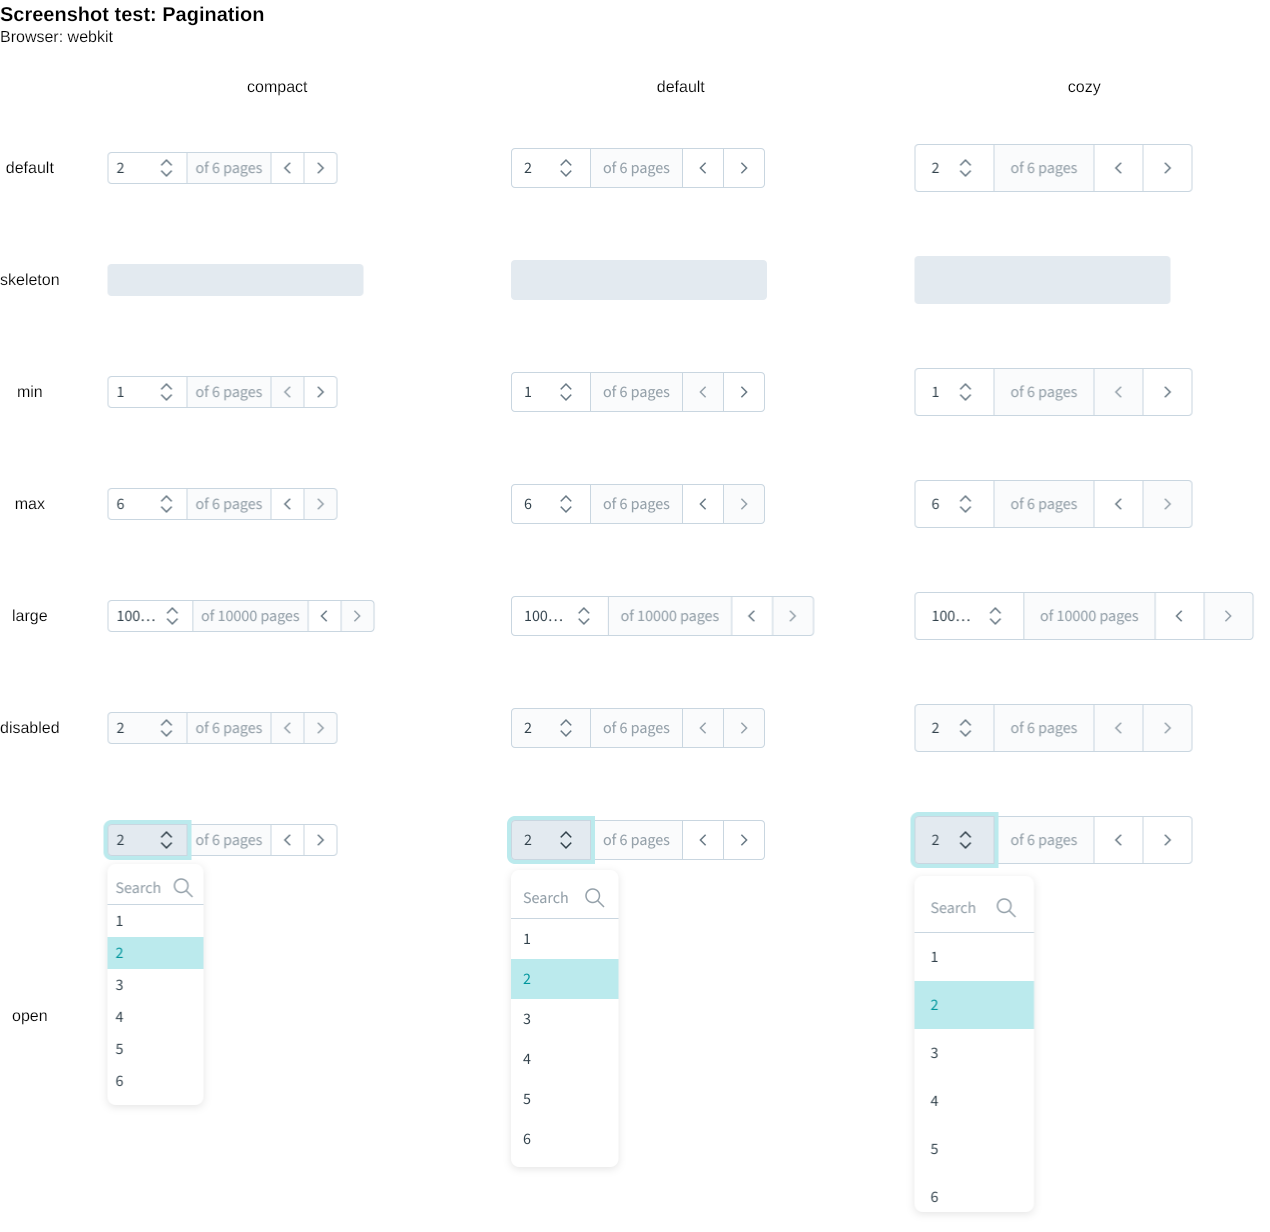 Screenshot test: Pagination
Browser: webkit
compact default cozy
default 2 of 6 pages 2 of 6 pages 2 of 6 pages
skeleton
min 1 of 6 pages 1 of 6 pages 1 of 6 pages
max 6 of 6 pages 6 of 6 pages 6 of 6 pages
large 100... of 10000 pages 100... of 10000 pages 100... of 10000 pages
disabled 2 of 6 pages 2 of 6 pages 2 of 6 pages
open
2 of 6 pages
Search
1
2
3
4
5
6
2 of 6 pages
Search
1
2
3
4
5
6
2 of 6 pages
Search
1
2
3
4
5
6